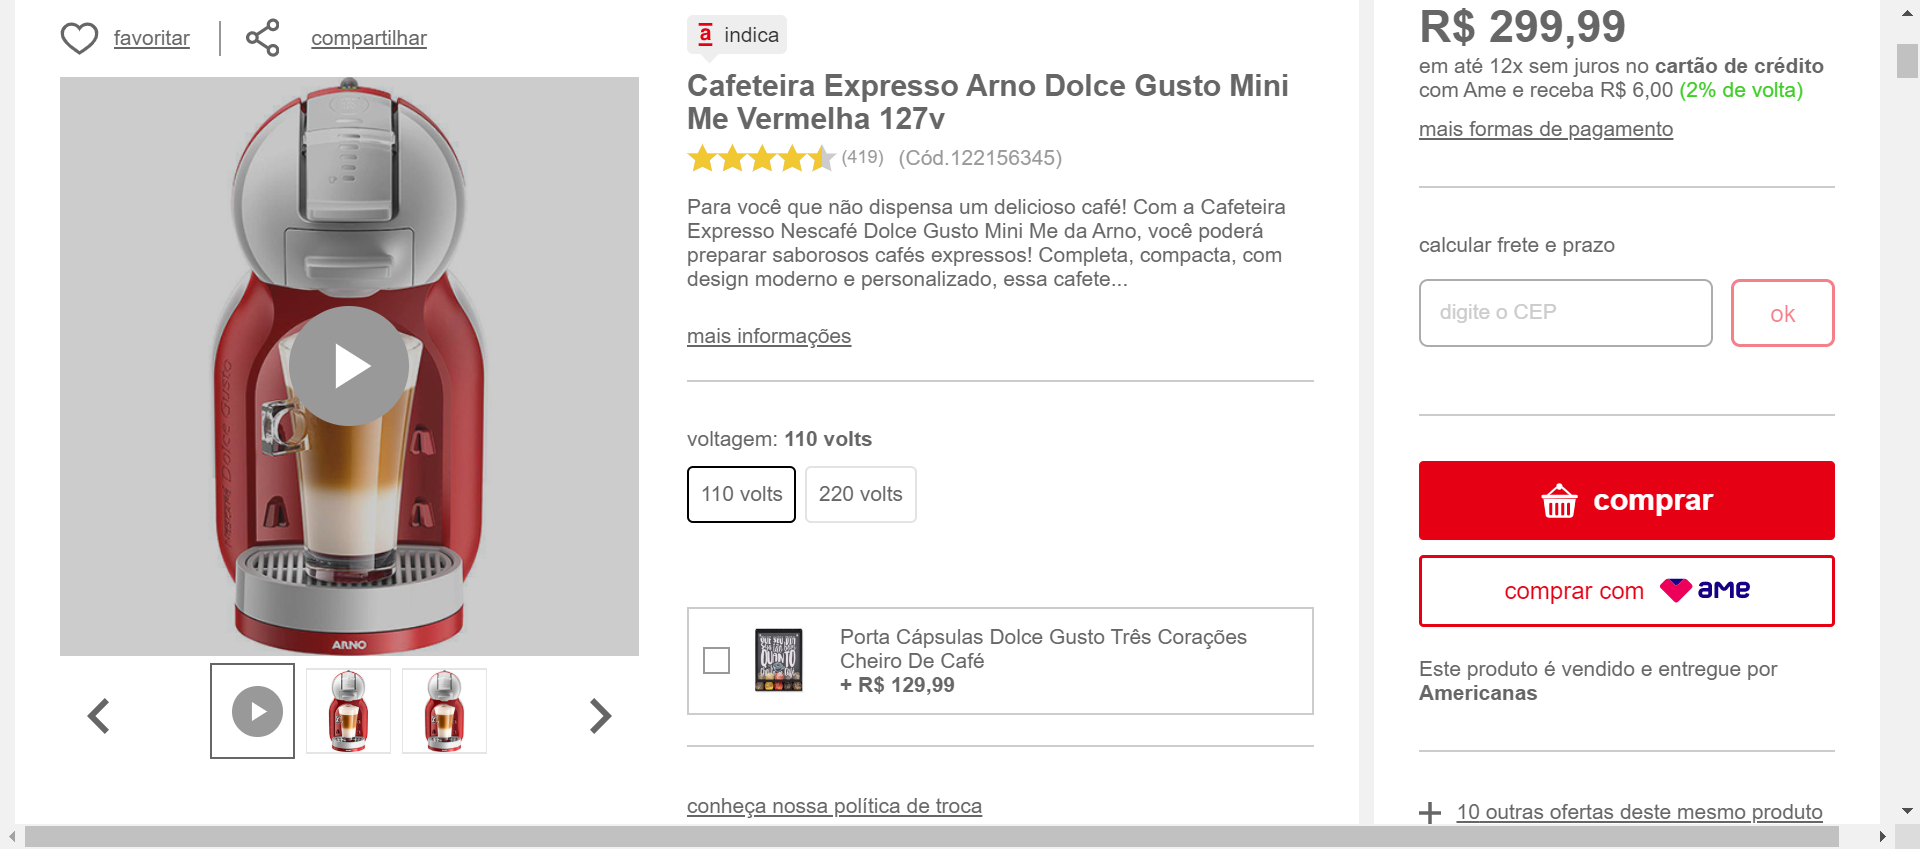 favoritar
compartilhar
ARNO
a indica
Cafeteira Expresso Arno Dolce Gusto Mini
Me Vermelha 127v
(419) (Cód.122156345)
Para você que não dispensa um delicioso café! Com a Cafeteira
Expresso Nescafé Dolce Gusto Mini Me da Arno, você poderá
preparar saborosos cafés expressos! Completa, compacta, com
design moderno e personalizado, essa cafete...
mais informações
voltagem: 110 volts
110 volts
220 volts
QUANTO
Porta Cápsulas Dolce Gusto Três Corações
Cheiro De Café
+ R$ 129,99
conheça nossa política de troca
R$ 299,99
em até 12x sem juros no cartão de crédito
com Ame e receba R$ 6,00 (2% de volta)
mais formas de pagamento
calcular frete e prazo
digite o CEP
ok
comprar
comprar com ame
Este produto é vendido e entregue por
Americanas
+ 10 outras ofertas deste mesmo produto